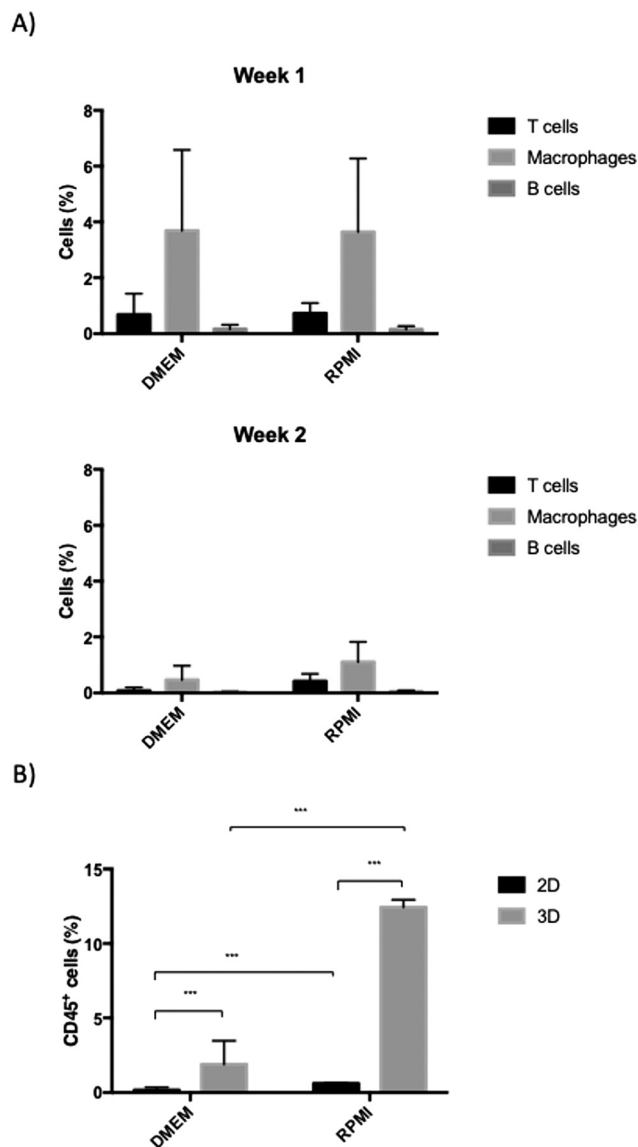 A)
Week 1
8
6
4
2
0
Cells (%)
DMEM
RPMI
T cells
Macrophages
B cells
Week 2
8
6
4
2
0
Cells (%)
DMEM
RPMI
T cells
Macrophages
B cells
B)
***
***
***
***
15
10
5
0
CD45+ cells (%)
DMEM
RPMI
2D
3D